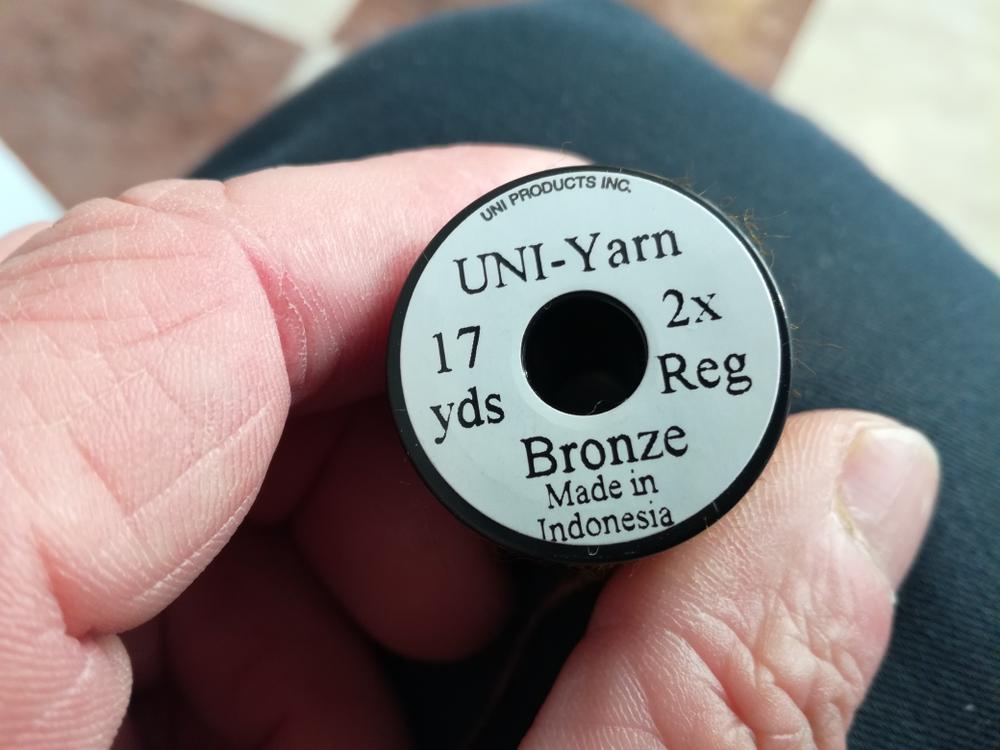 UNI PRODUCTS INC.
UNI-Yarn
17
yds
2x
Reg
Bronze
Made in
Indonesia